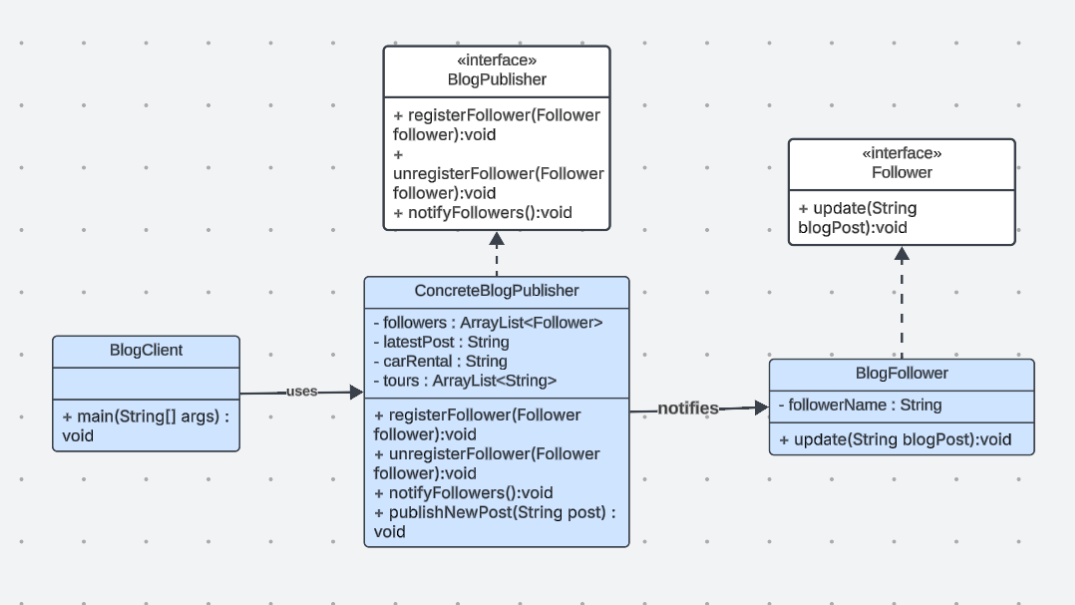 «interface»
BlogPublisher
+ registerFollower(Follower
follower):void
+
unregisterFollower(Follower
follower):void
+ notifyFollowers():void
«interface»
Follower
+ update(String
blogPost):void
ConcreteBlogPublisher
- followers : ArrayList<Follower>
- latestPost : String
- carRental : String
- tours : ArrayList<String>
+ registerFollower(Follower
follower):void
+ unregisterFollower(Follower
follower):void
+ notifyFollowers():void
+ publishNewPost(String post) :
void
BlogClient
+ main(String[] args) :
void
uses
notifies
BlogFollower
- followerName : String
+ update(String blogPost):void